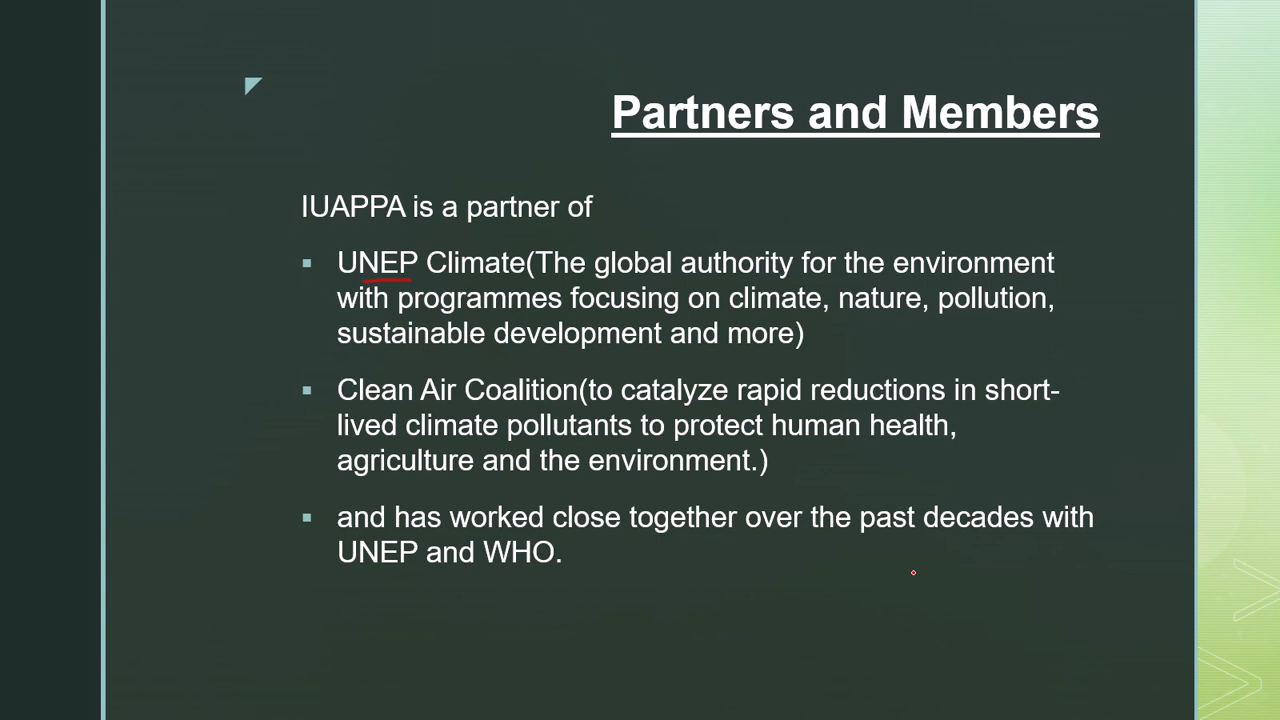 Partners and Members
IUAPPA is a partner of
▪ UNEP Climate(The global authority for the environment
with programmes focusing on climate, nature, pollution,
sustainable development and more)
▪ Clean Air Coalition(to catalyze rapid reductions in short-
lived climate pollutants to protect human health,
agriculture and the environment.)
▪ and has worked close together over the past decades with
UNEP and WHO.